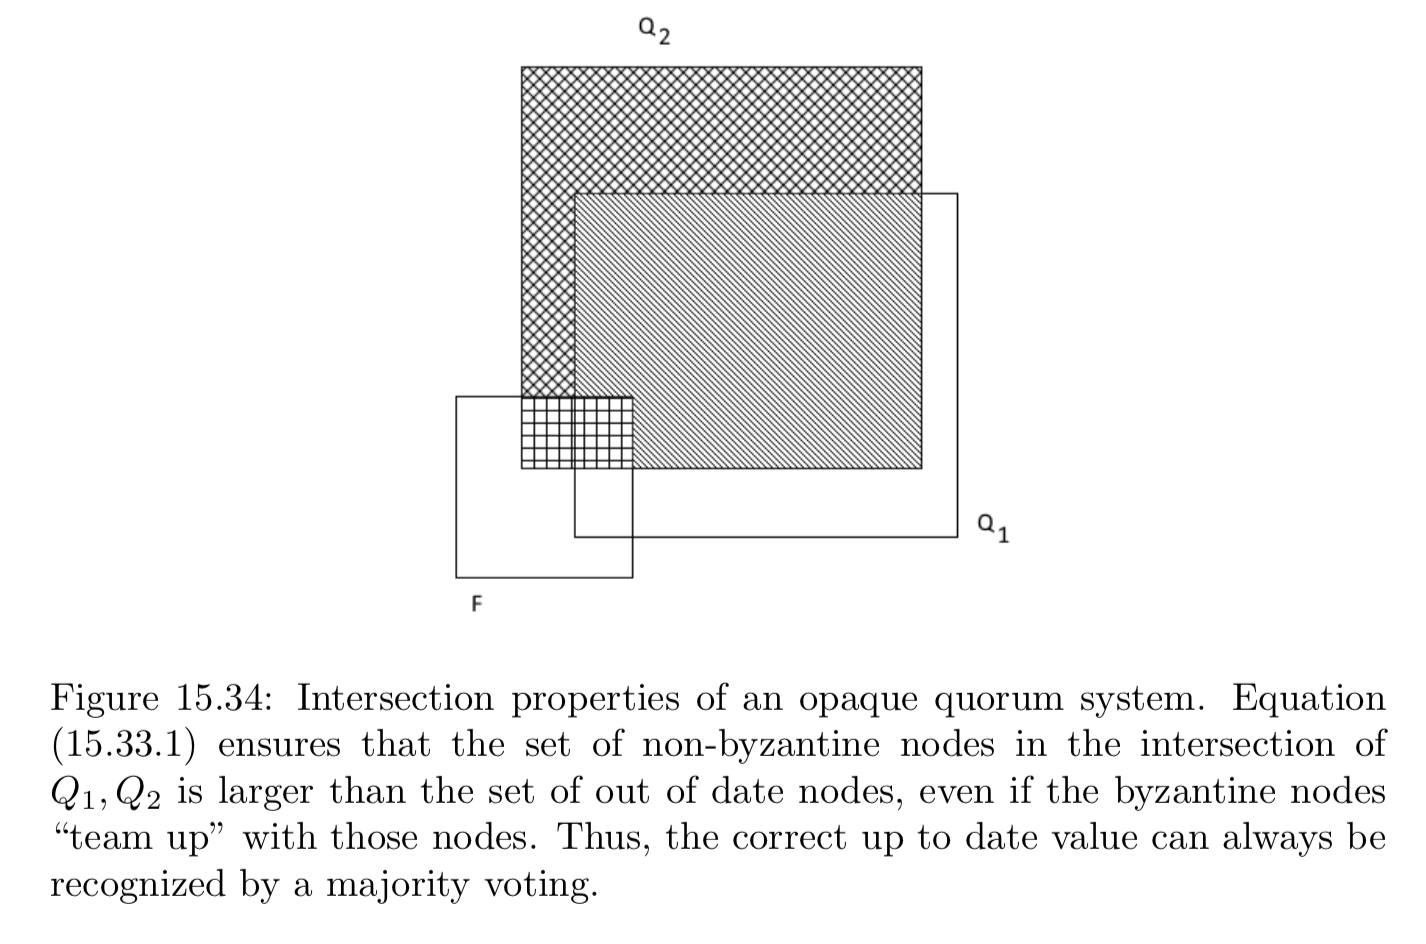 Q2
Q1
F
Figure 15.34: Intersection properties of an opaque quorum system. Equation
(15.33.1) ensures that the set of non-byzantine nodes in the intersection of
Q1, Q2 is larger than the set of out of date nodes, even if the byzantine nodes
“team up” with those nodes. Thus, the correct up to date value can always be
recognized by a majority voting.